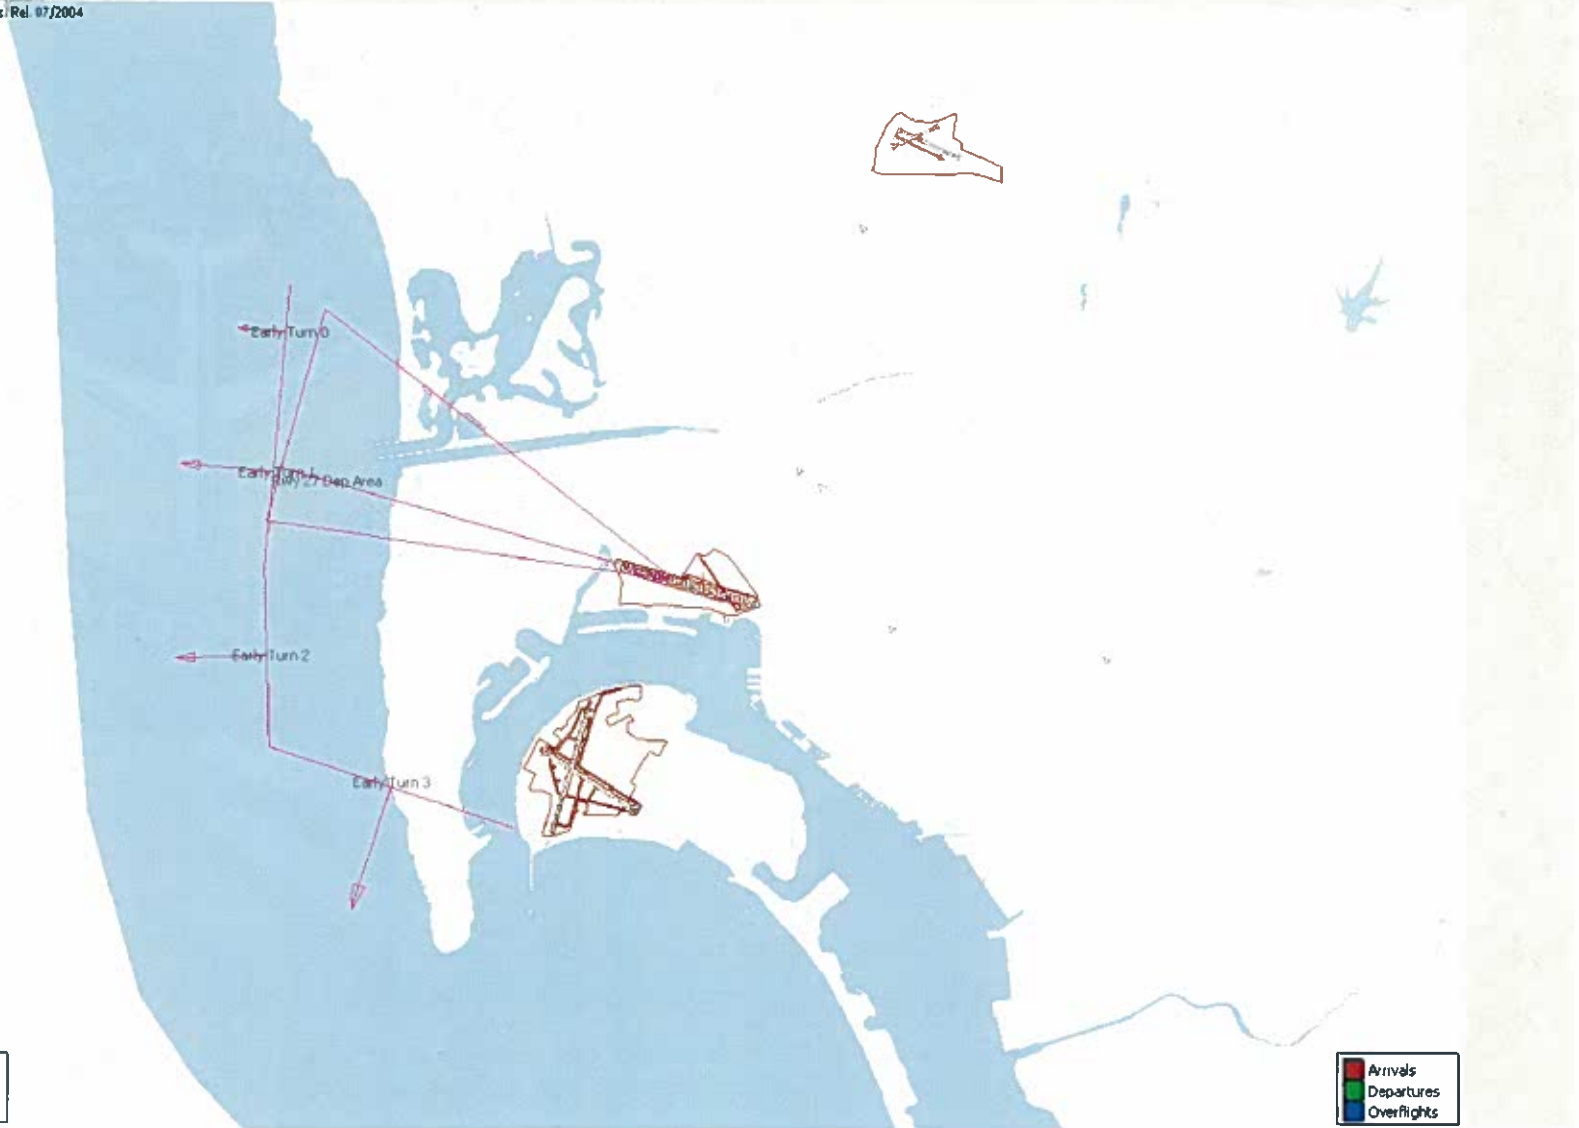 Rel. 07/2004
Early Turn 0
Early Turn 1
Rwy 27 Dep Area
Early Turn 2
Early Turn 3
Arrivals
Departures
Overflights